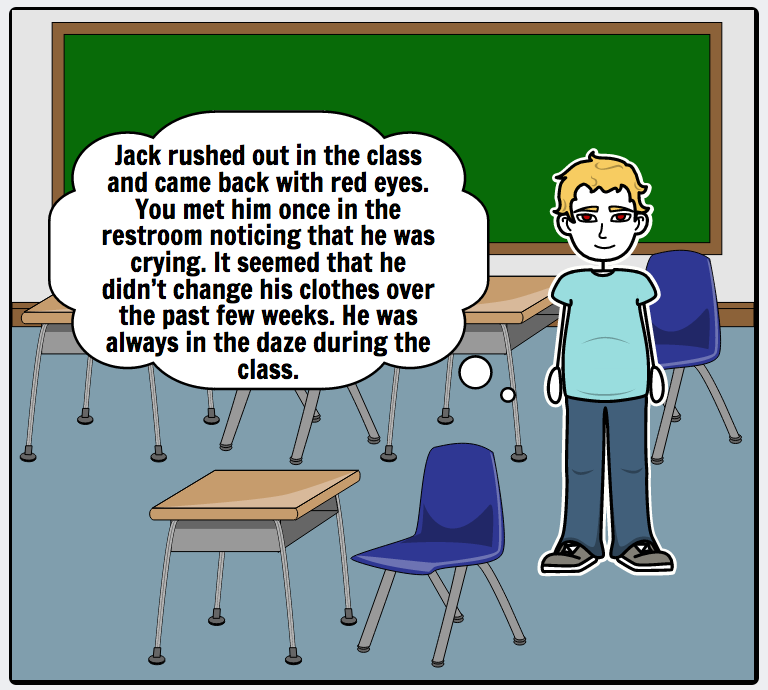 Jack rushed out in the class
and came back with red eyes.
You met him once in the
restroom noticing that he was
crying. It seemed that he
didn't change his clothes over
the past few weeks. He was
always in the daze during the
class.